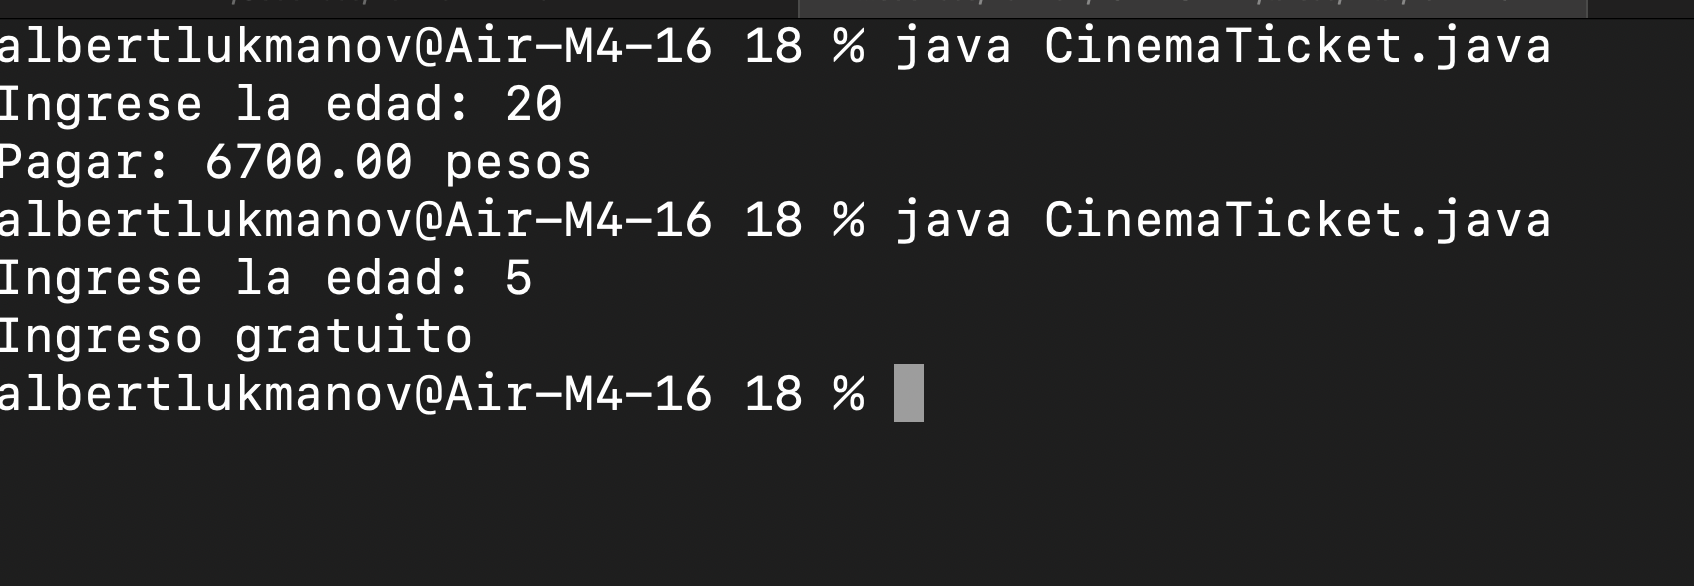 albertlukmanov@Air-M4-16 18 % java CinemaTicket.java
Ingrese la edad: 20
Pagar: 6700.00 pesos
albertlukmanov@Air-M4-16 18 % java CinemaTicket.java
Ingrese la edad: 5
Ingreso gratuito
albertlukmanov@Air-M4-16 18 %